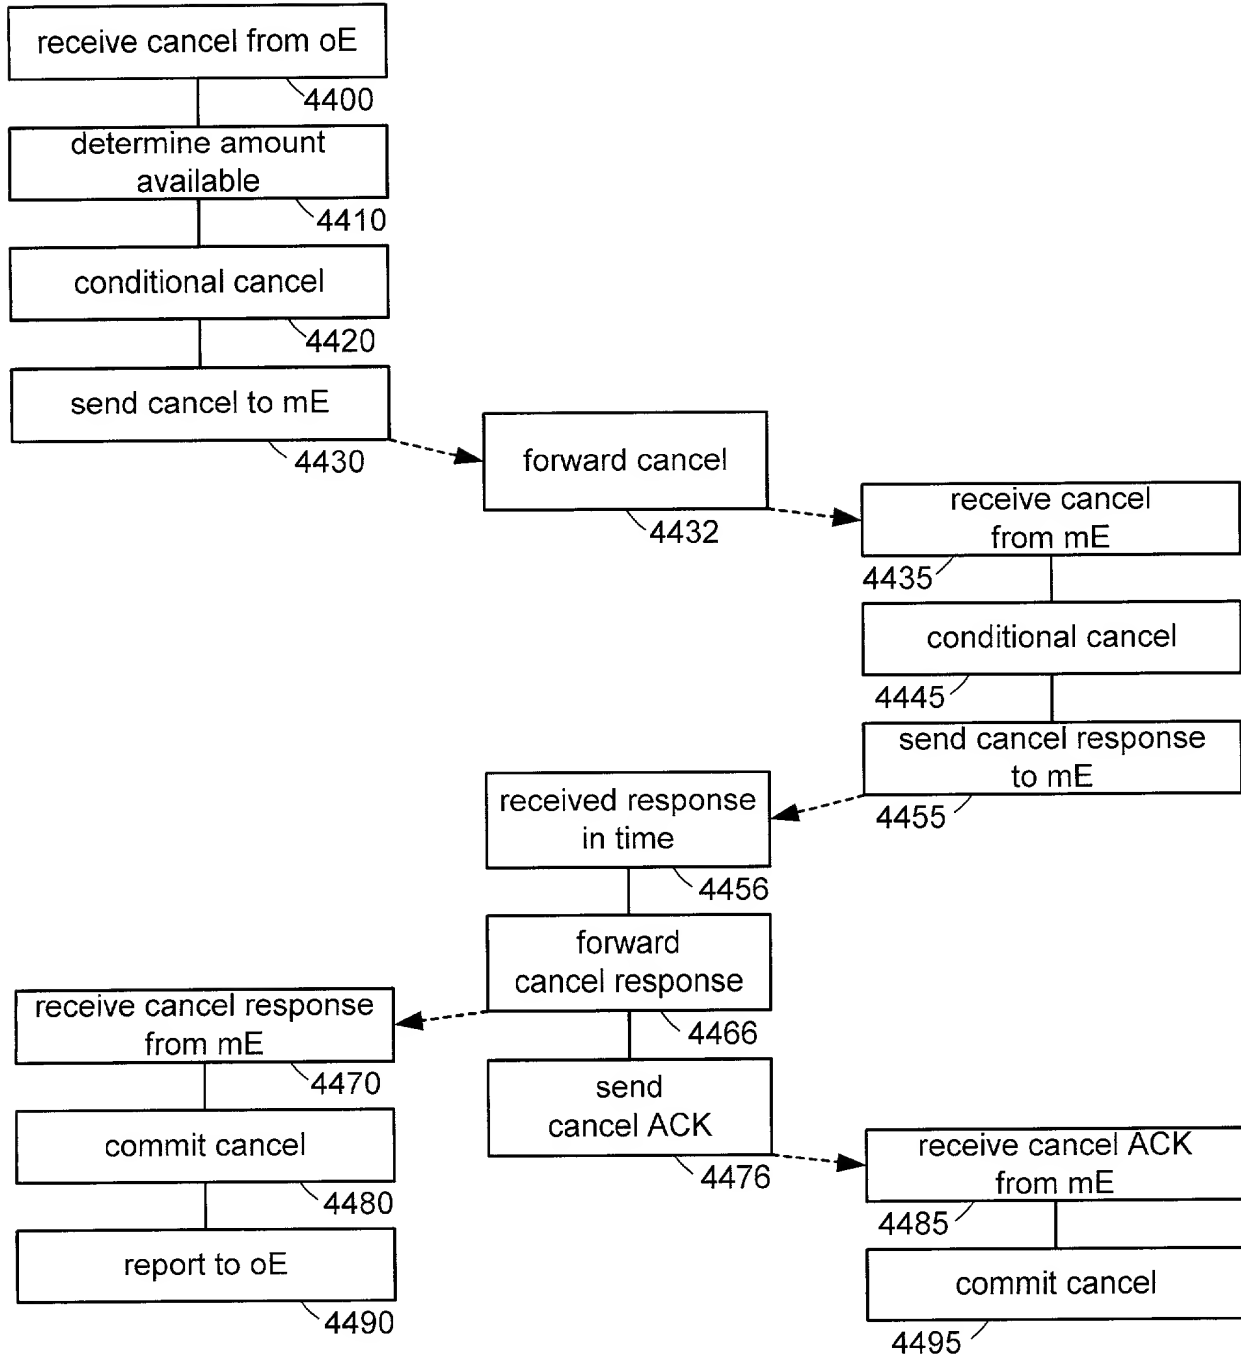 receive cancel from oE
4400
determine amount
available
4410
conditional cancel
4420
send cancel to mE
4430
forward cancel
4432
receive cancel
from mE
4435
conditional cancel
4445
send cancel response
to mE
4455
received response
in time
4456
forward
cancel response
4466
receive cancel response
from mE
4470
send
cancel ACK
4476
commit cancel
4480
receive cancel ACK
from mE
4485
report to oE
4490
commit cancel
4495